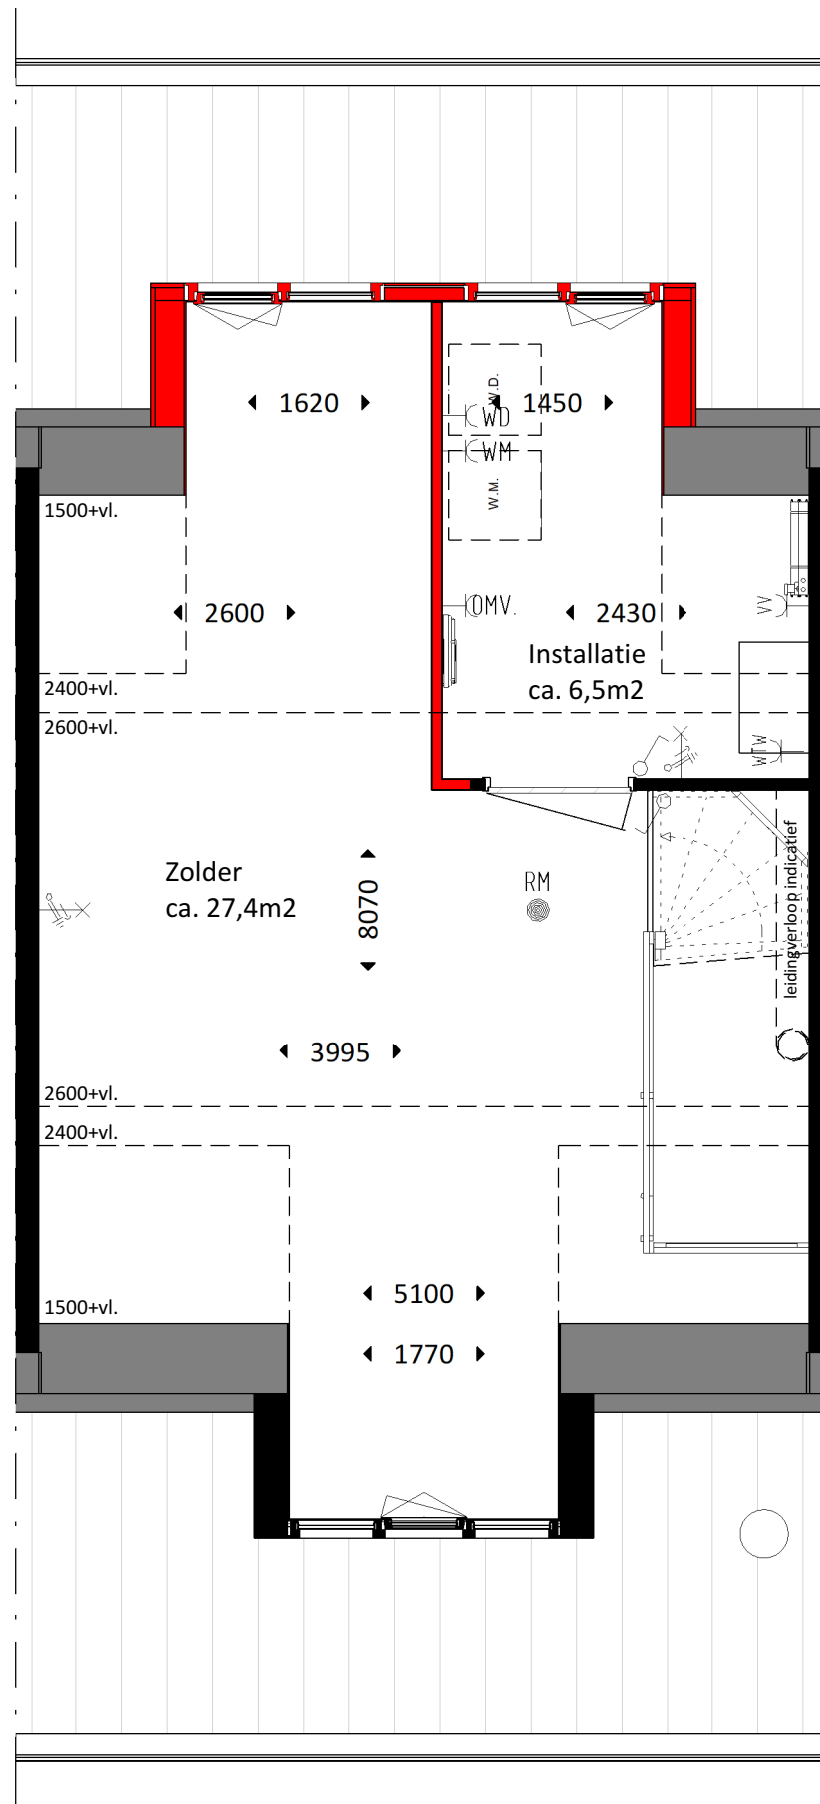 W.D.
1620
1450
WD
WM
W.M.
1500+vl.
2600
OMV.
2430
VV
Installatie
ca. 6,5m2
2400+vl.
2600+vl.
WTW
Zolder
ca. 27,4m2
8070
RM
leidingverloop indicatief
3995
2600+vl.
2400+vl.
5100
1500+vl.
1770